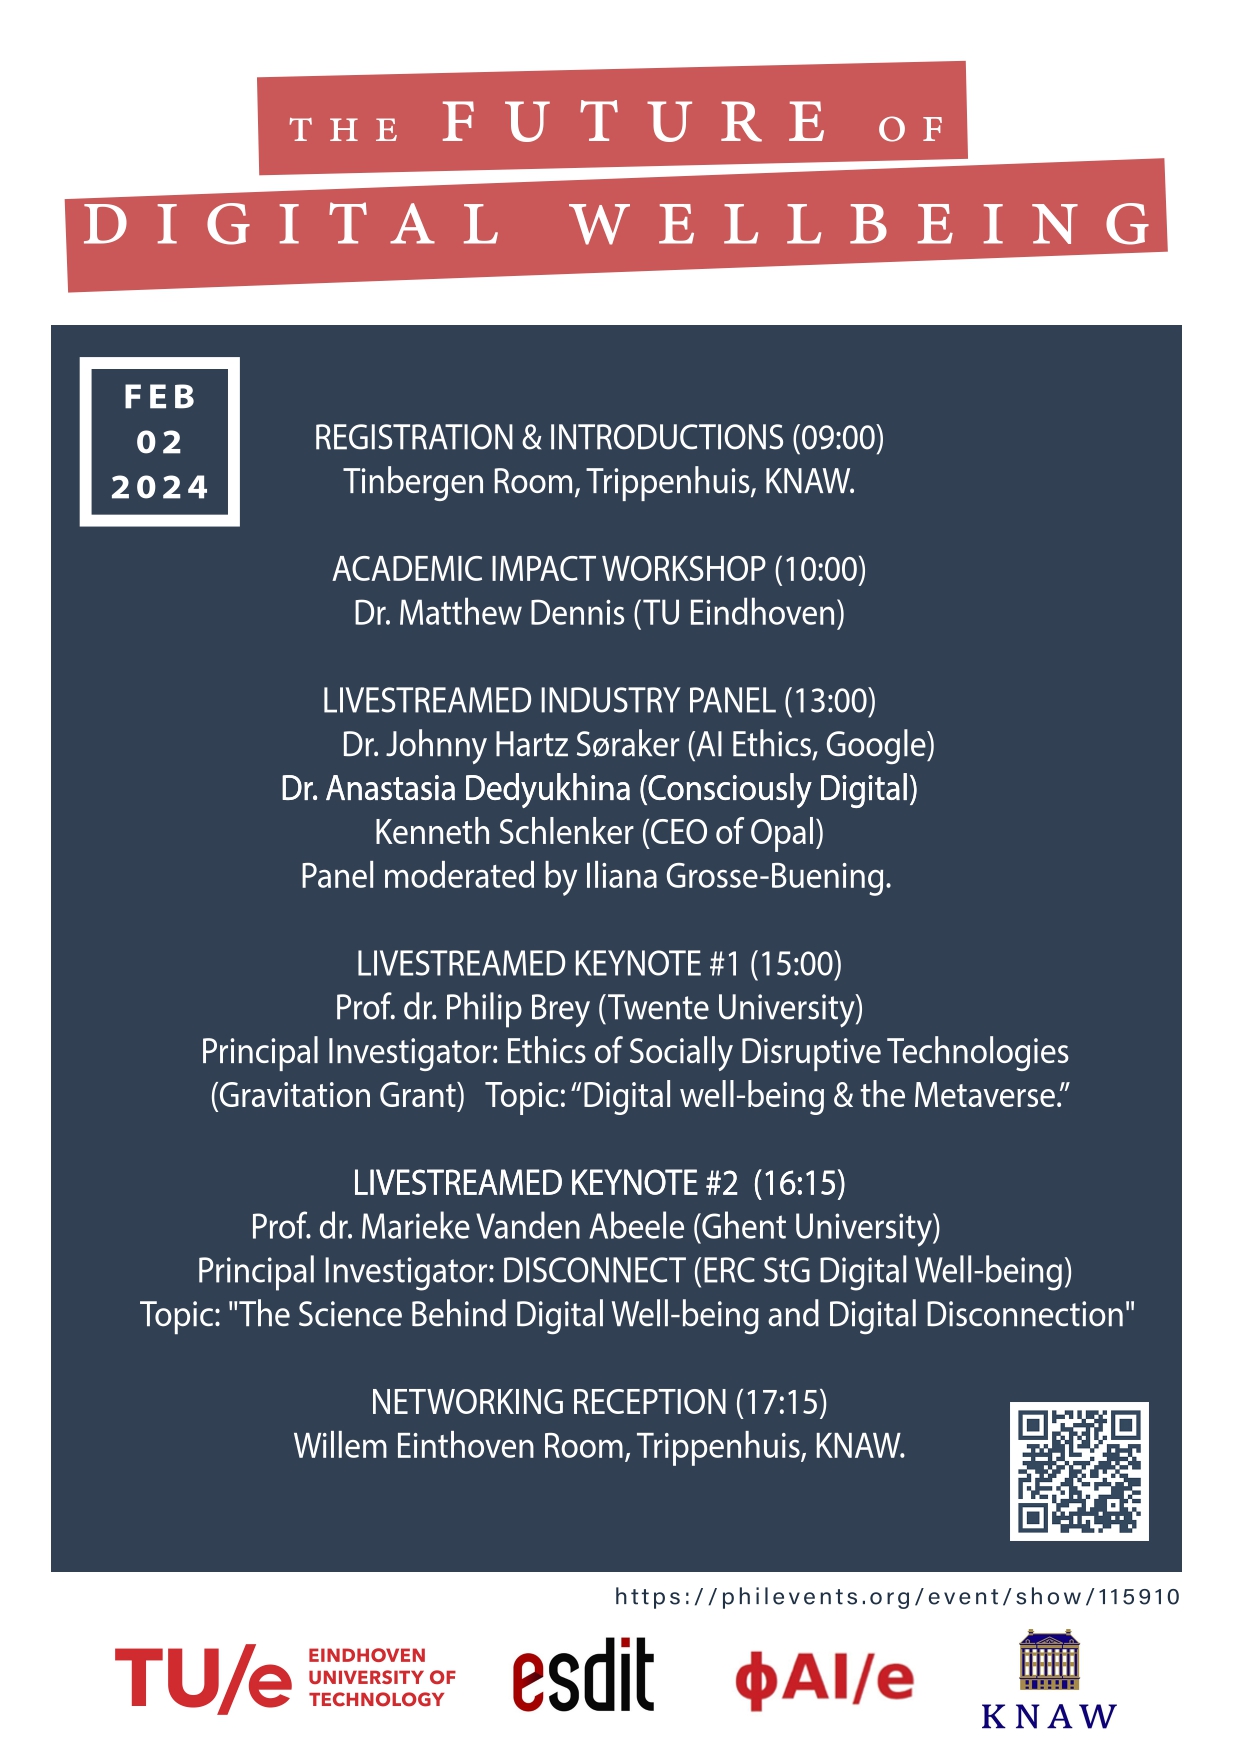 THE FUTURE OF
DIGITAL WELLBEING
FEB
02
2024
REGISTRATION & INTRODUCTIONS (09:00)
Tinbergen Room, Trippenhuis, KNAW.
ACADEMIC IMPACT WORKSHOP (10:00)
Dr. Matthew Dennis (TU Eindhoven)
LIVESTREAMED INDUSTRY PANEL (13:00)
Dr. Johnny Hartz Søraker (AI Ethics, Google)
Dr. Anastasia Dedyukhina (Consciously Digital)
Kenneth Schlenker (CEO of Opal)
Panel moderated by Iliana Grosse-Buening.
LIVESTREAMED KEYNOTE #1 (15:00)
Prof. dr. Philip Brey (Twente University)
Principal Investigator: Ethics of Socially Disruptive Technologies
(Gravitation Grant) Topic: “Digital well-being & the Metaverse.”
LIVESTREAMED KEYNOTE #2 (16:15)
Prof. dr. Marieke Vanden Abeele (Ghent University)
Principal Investigator: DISCONNECT (ERC StG Digital Well-being)
Topic: "The Science Behind Digital Well-being and Digital Disconnection"
NETWORKING RECEPTION (17:15)
Willem Einthoven Room, Trippenhuis, KNAW.
https://philevents.org/event/show/115910
TU/e
EINDHOVEN
UNIVERSITY OF
TECHNOLOGY
esdit
ϕAI/e
KNAW